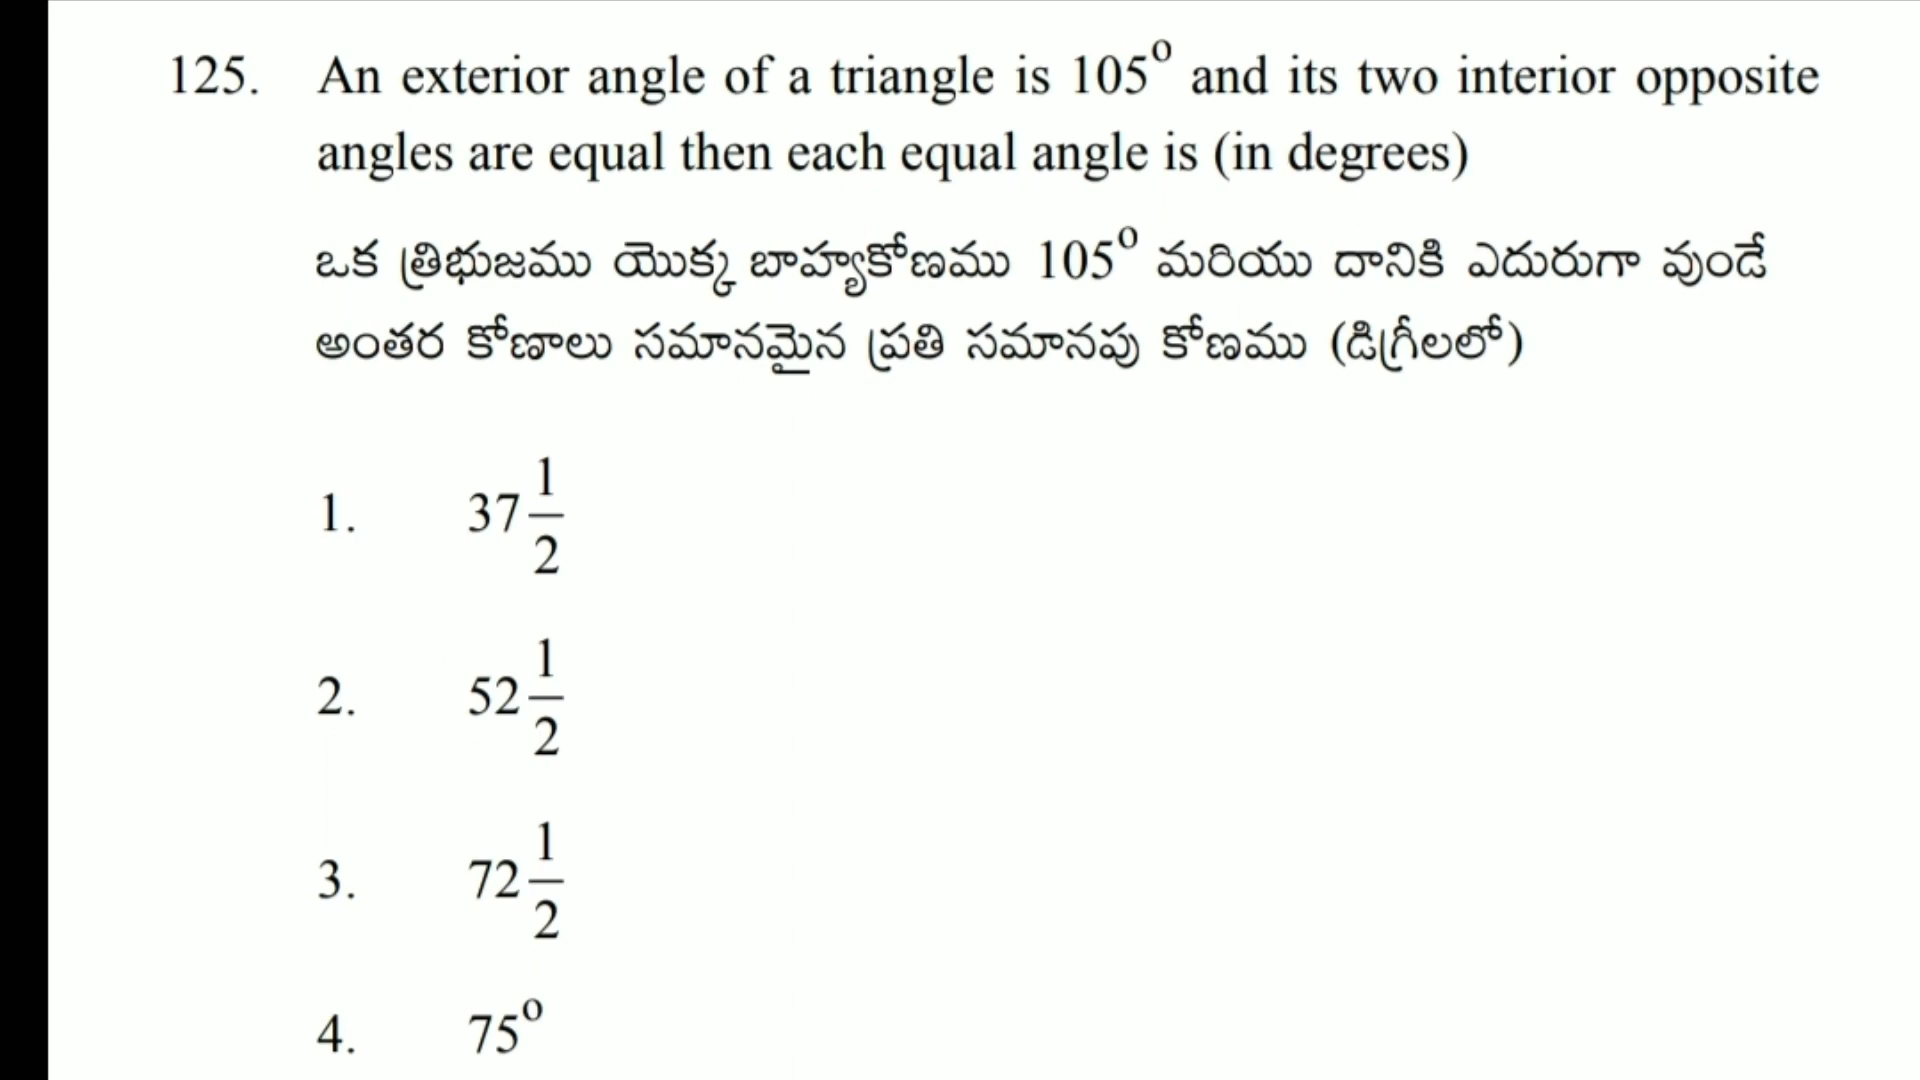 125. An exterior angle of a triangle is 105° and its two interior opposite
angles are equal then each equal angle is (in degrees)
ఒక త్రిభుజము యొక్క బాహ్యకోణము 105° మరియు దానికి ఎదురుగా వుండే
అంతర కోణాలు సమానమైన ప్రతి సమానపు కోణము (డిగ్రీలలో)
1. 37 1/2
2. 52 1/2
3. 72 1/2
4. 75°